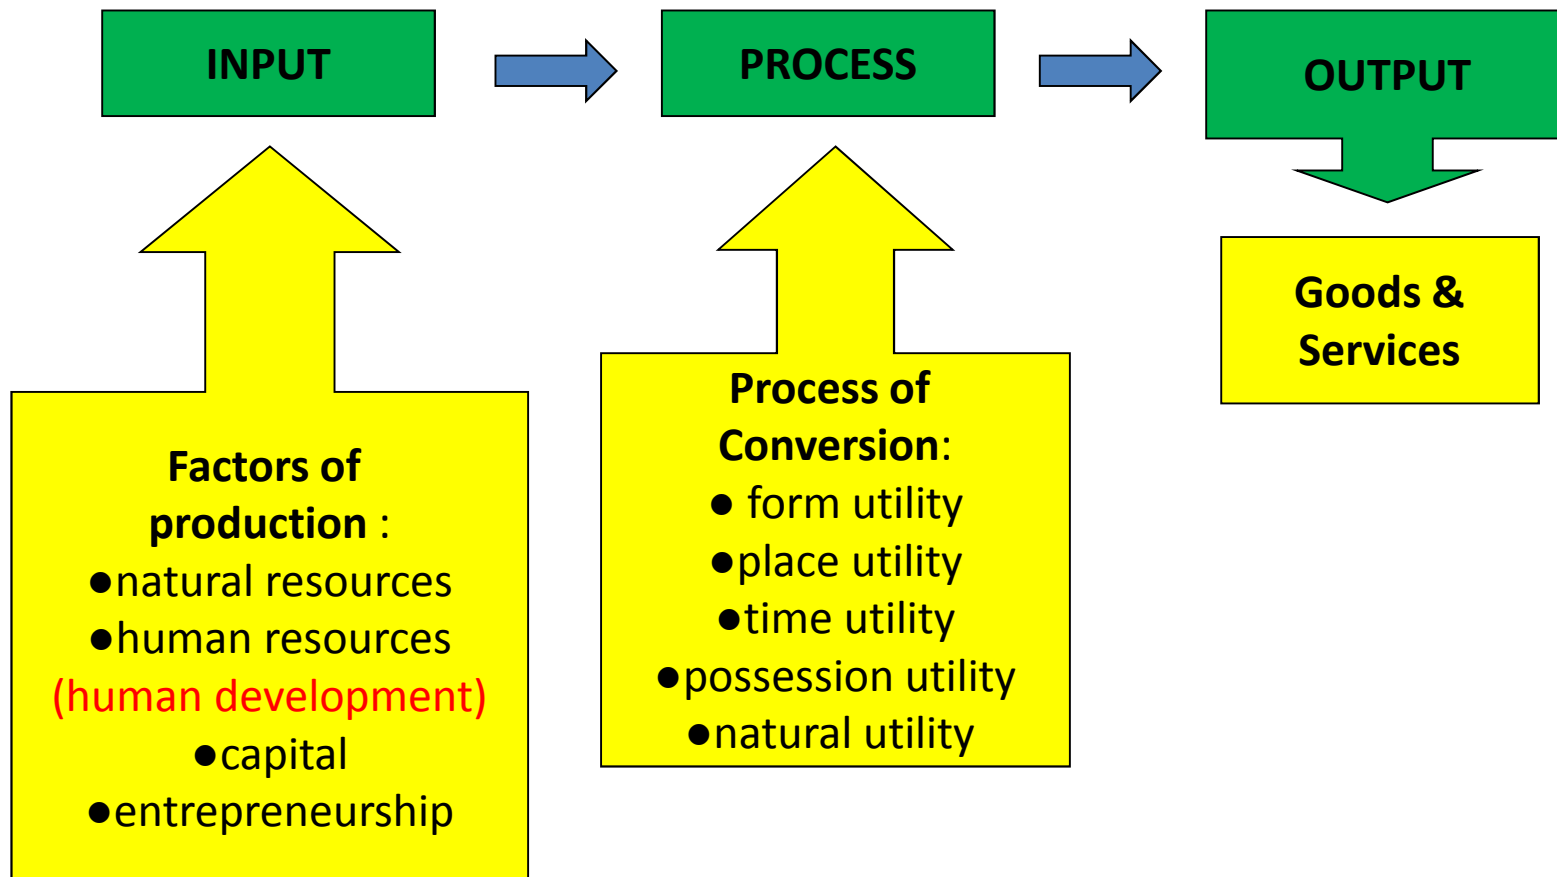 INPUT
PROCESS
OUTPUT
Factors of
production :
●natural resources
●human resources
(human development)
●capital
●entrepreneurship
Process of
Conversion:
● form utility
●place utility
●time utility
●possession utility
●natural utility
Goods &
Services